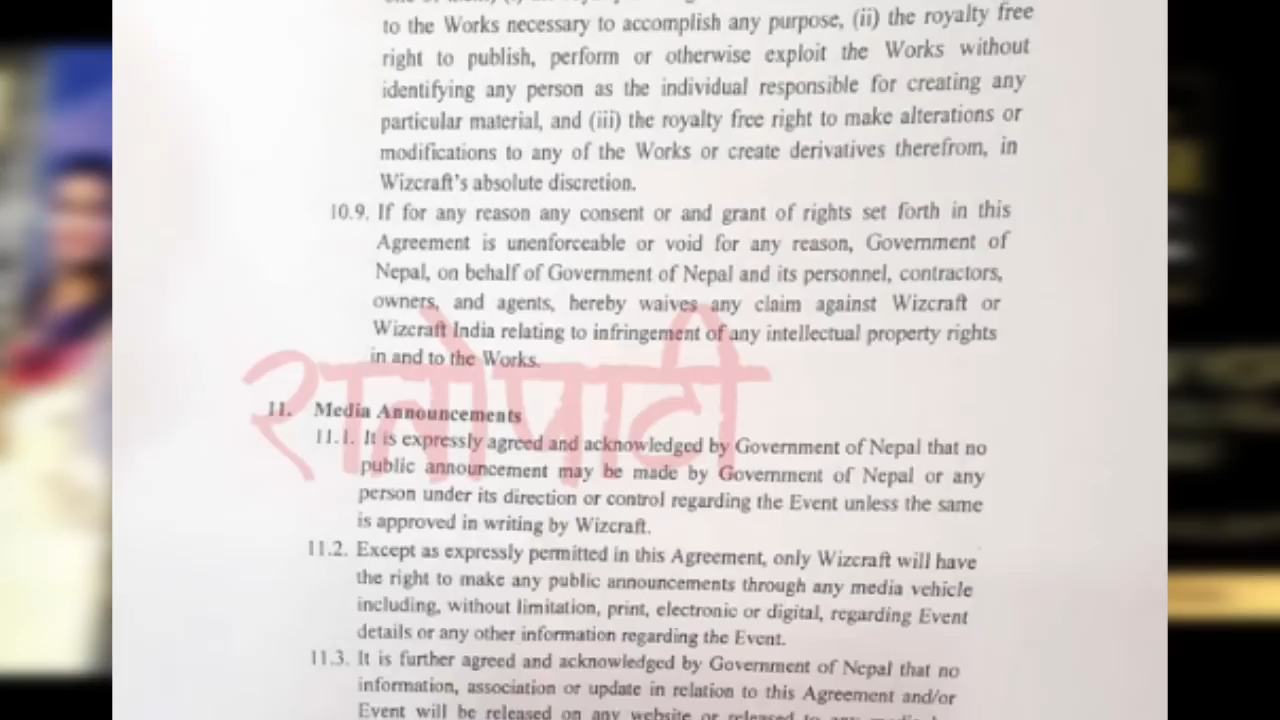 to the Works necessary to accomplish any purpose, (ii) the royalty free
right to publish, perform or otherwise exploit the Works without
identifying any person as the individual responsible for creating any
particular material, and (iii) the royalty free right to make alterations or
modifications to any of the Works or create derivatives therefrom, in
Wizcraft's absolute discretion.
10.9. If for any reason any consent or and grant of rights set forth in this
Agreement is unenforceable or void for any reason, Government of
Nepal, on behalf of Government of Nepal and its personnel, contractors,
owners, and agents, hereby waives any claim against Wizcraft or
Wizcraft India relating to infringement of any intellectual property rights
in and to the Works.
रातोपाटी
11. Media Announcements
11.1. It is expressly agreed and acknowledged by Government of Nepal that no
public announcement may be made by Government of Nepal or any
person under its direction or control regarding the Event unless the same
is approved in writing by Wizcraft.
11.2. Except as expressly permitted in this Agreement, only Wizcraft will have
the right to make any public announcements through any media vehicle
including, without limitation, print, electronic or digital, regarding Event
details or any other information regarding the Event.
11.3. It is further agreed and acknowledged by Government of Nepal that no
information, association or update in relation to this Agreement and/or
Event will be released on any website or released to any